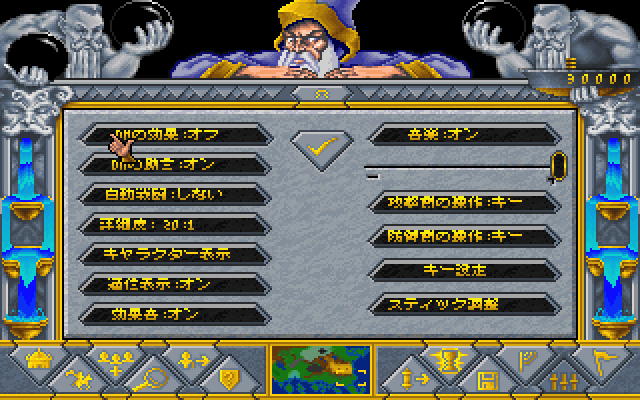 30000
DMの効果:オフ
DMの助言:オン
自動戦闘:しない
詳細度: 20:1
キャラクター表示
通信表示:オン
効果音:オン
音楽:オン
攻撃側の操作:キー
防御側の操作:キー
キー設定
スティック調整